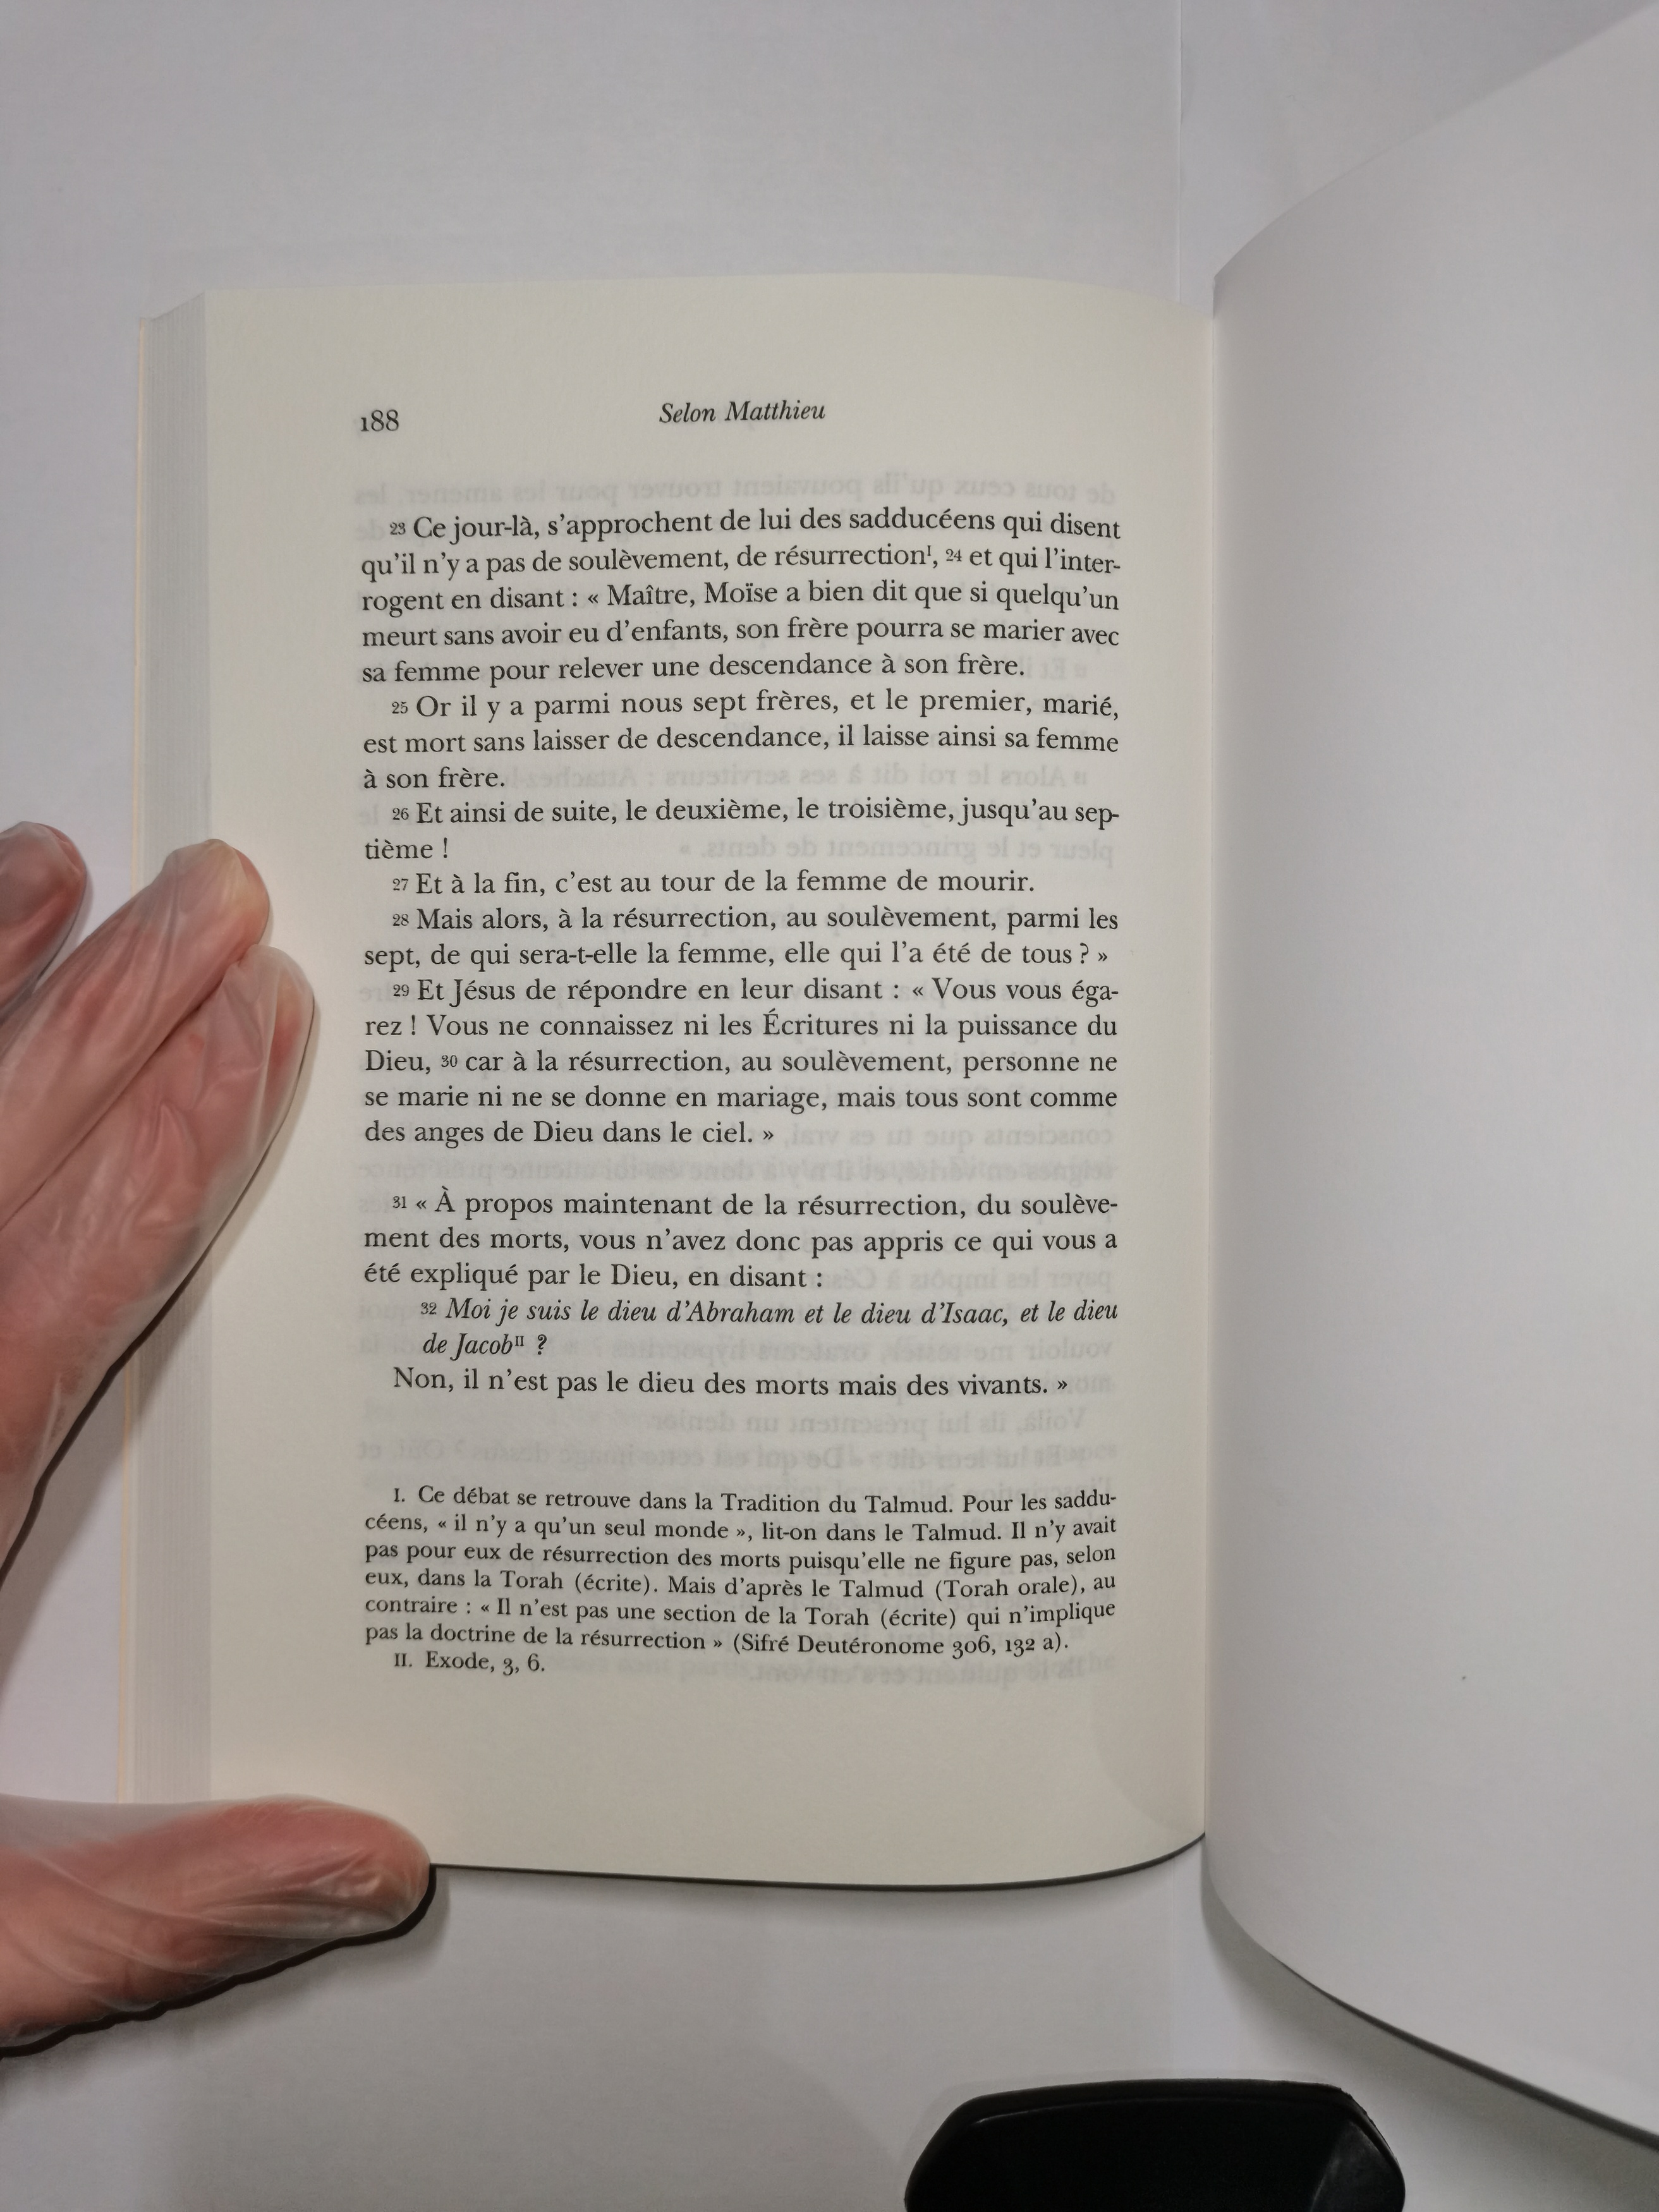 188
Selon Matthieu
23 Ce jour-là, s'approchent de lui des sadducéens qui disent
qu'il n'y a pas de soulèvement, de résurrectionI, 24 et qui l'inter-
rogent en disant : « Maître, Moïse a bien dit que si quelqu'un
meurt sans avoir eu d'enfants, son frère pourra se marier avec
sa femme pour relever une descendance à son frère.
25 Or il y a parmi nous sept frères, et le premier, marié,
est mort sans laisser de descendance, il laisse ainsi sa femme
à son frère.
26 Et ainsi de suite, le deuxième, le troisième, jusqu'au sep-
tième !
27 Et à la fin, c'est au tour de la femme de mourir.
28 Mais alors, à la résurrection, au soulèvement, parmi les
sept, de qui sera-t-elle la femme, elle qui l'a été de tous ? »
29 Et Jésus de répondre en leur disant : « Vous vous éga-
rez ! Vous ne connaissez ni les Écritures ni la puissance du
Dieu, 30 car à la résurrection, au soulèvement, personne ne
se marie ni ne se donne en mariage, mais tous sont comme
des anges de Dieu dans le ciel. »
31 « À propos maintenant de la résurrection, du soulève-
ment des morts, vous n'avez donc pas appris ce qui vous a
été expliqué par le Dieu, en disant :
32 Moi je suis le dieu d'Abraham et le dieu d'Isaac, et le dieu
de JacobII ?
Non, il n'est pas le dieu des morts mais des vivants. »
I. Ce débat se retrouve dans la Tradition du Talmud. Pour les saddu-
céens, « il n'y a qu'un seul monde », lit-on dans le Talmud. Il n'y avait
pas pour eux de résurrection des morts puisqu'elle ne figure pas, selon
eux, dans la Torah (écrite). Mais d'après le Talmud (Torah orale), au
contraire : « Il n'est pas une section de la Torah (écrite) qui n'implique
pas la doctrine de la résurrection » (Sifré Deutéronome 306, 132 a).
II. Exode, 3, 6.